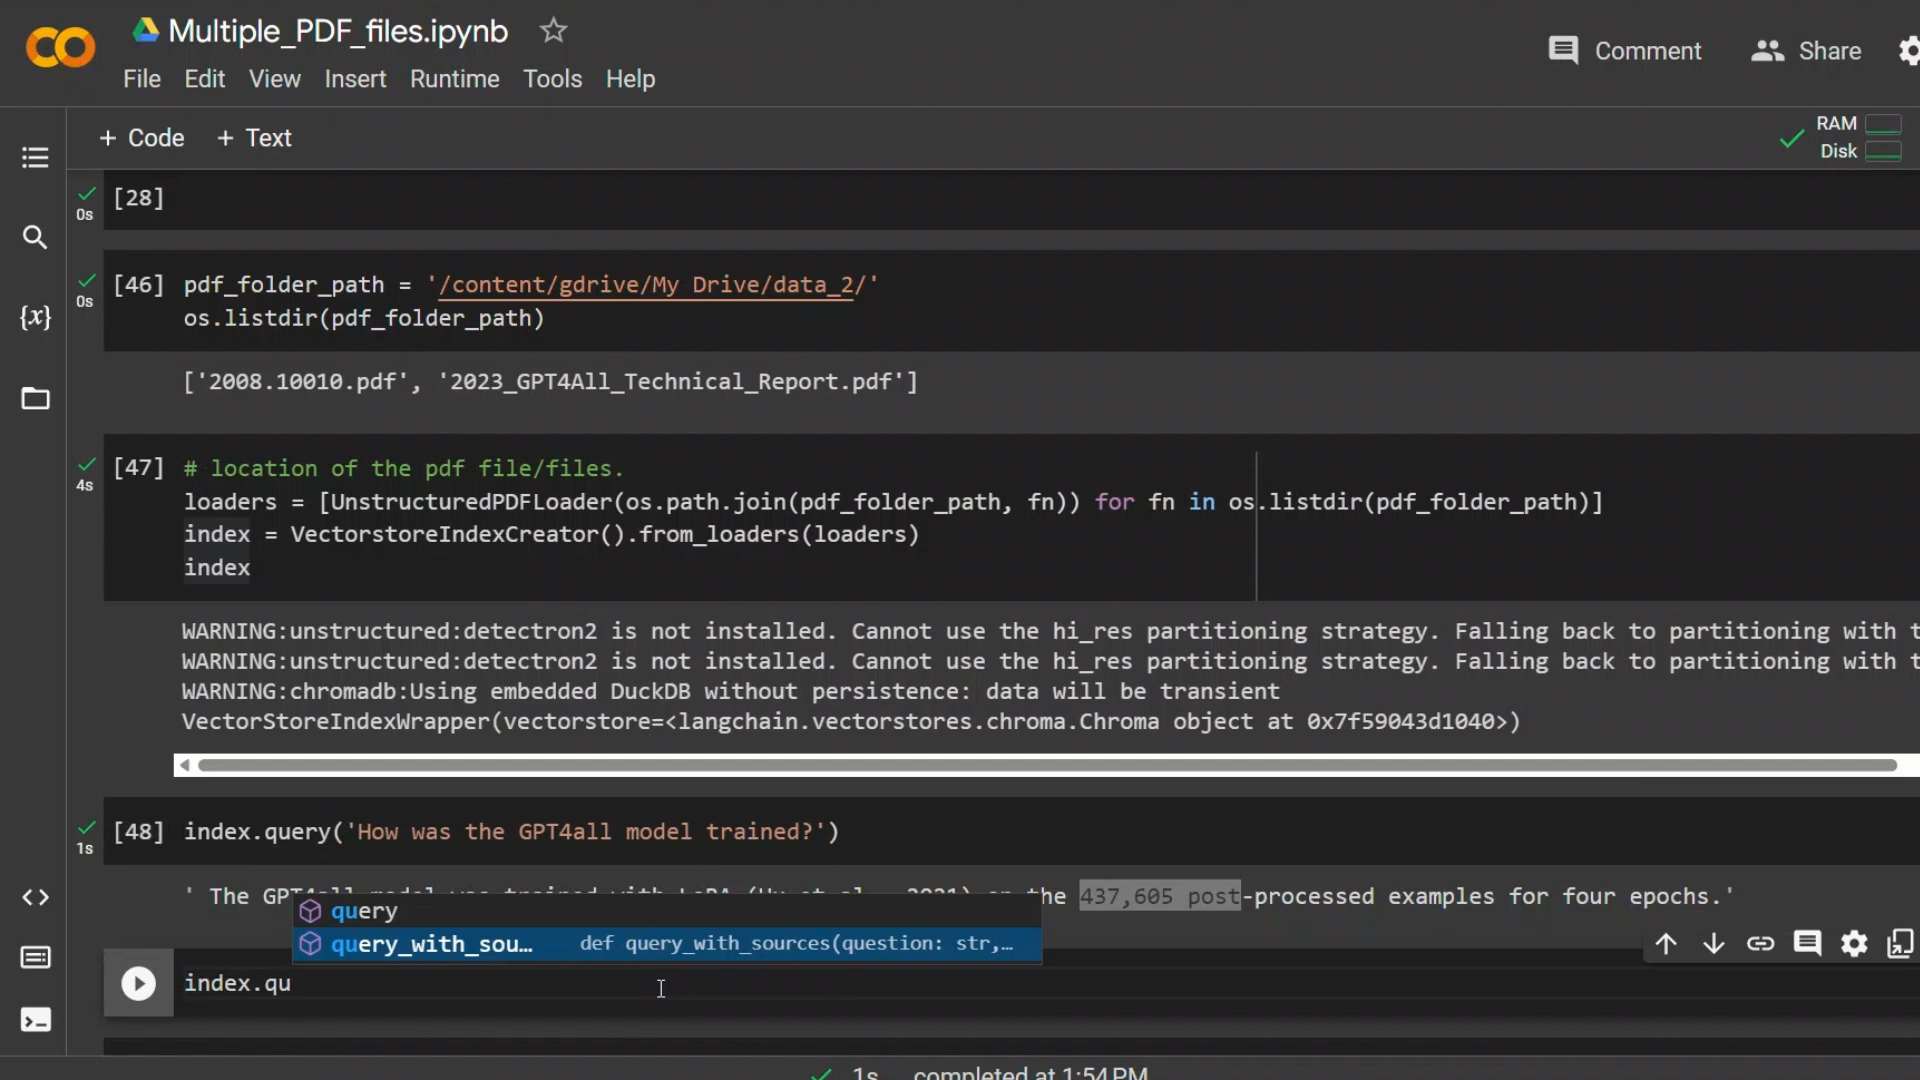 Multiple_PDF_files.ipynb
Comment
Share
File Edit View Insert Runtime Tools Help
+ Code + Text
RAM
Disk
0s
[28]
0s
[46] pdf_folder_path = '/content/gdrive/My Drive/data_2/'
os.listdir(pdf_folder_path)
['2008.10010.pdf', '2023_GPT4All_Technical_Report.pdf']
4s
[47] # location of the pdf file/files.
loaders = [UnstructuredPDFLoader(os.path.join(pdf_folder_path, fn)) for fn in os.listdir(pdf_folder_path)]
index = VectorstoreIndexCreator().from_loaders(loaders)
index
WARNING:unstructured:detectron2 is not installed. Cannot use the hi_res partitioning strategy. Falling back to partitioning with t
WARNING:unstructured:detectron2 is not installed. Cannot use the hi_res partitioning strategy. Falling back to partitioning with t
WARNING:chromadb:Using embedded DuckDB without persistence: data will be transient
VectorStoreIndexWrapper(vectorstore=<langchain.vectorstores.chroma.Chroma object at 0x7f59043d1040>)
1s
[48] index.query('How was the GPT4all model trained?')
' The the 437,605 post-processed examples for four epochs.'
query
query_with_sou... def query_with_sources(question: str,...
index.qu
1s completed at 1:54 PM